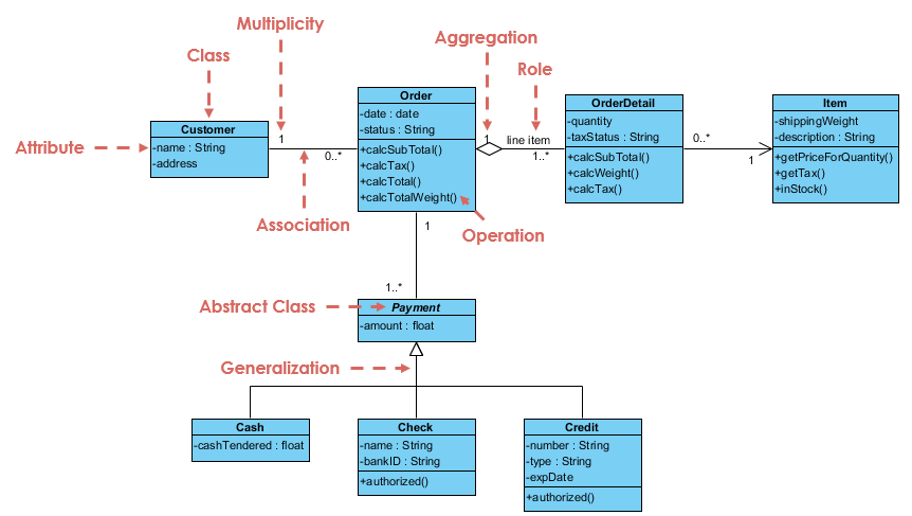 Multiplicity
Class
Aggregation
Role
Attribute
Customer
-name : String
-address
1
0..*
Association
Order
-date : date
-status : String
+calcSubTotal()
+calcTax()
+calcTotal()
+calcTotalWeight()
1
line item
1..*
Operation
OrderDetail
-quantity
-taxStatus : String
+calcSubTotal()
+calcWeight()
+calcTax()
0..*
1
Item
-shippingWeight
-description : String
+getPriceForQuantity()
+getTax()
+inStock()
1
1..*
Abstract Class
Payment
-amount : float
Generalization
Cash
-cashTendered : float
Check
-name : String
-bankID : String
+authorized()
Credit
-number : String
-type : String
-expDate
+authorized()